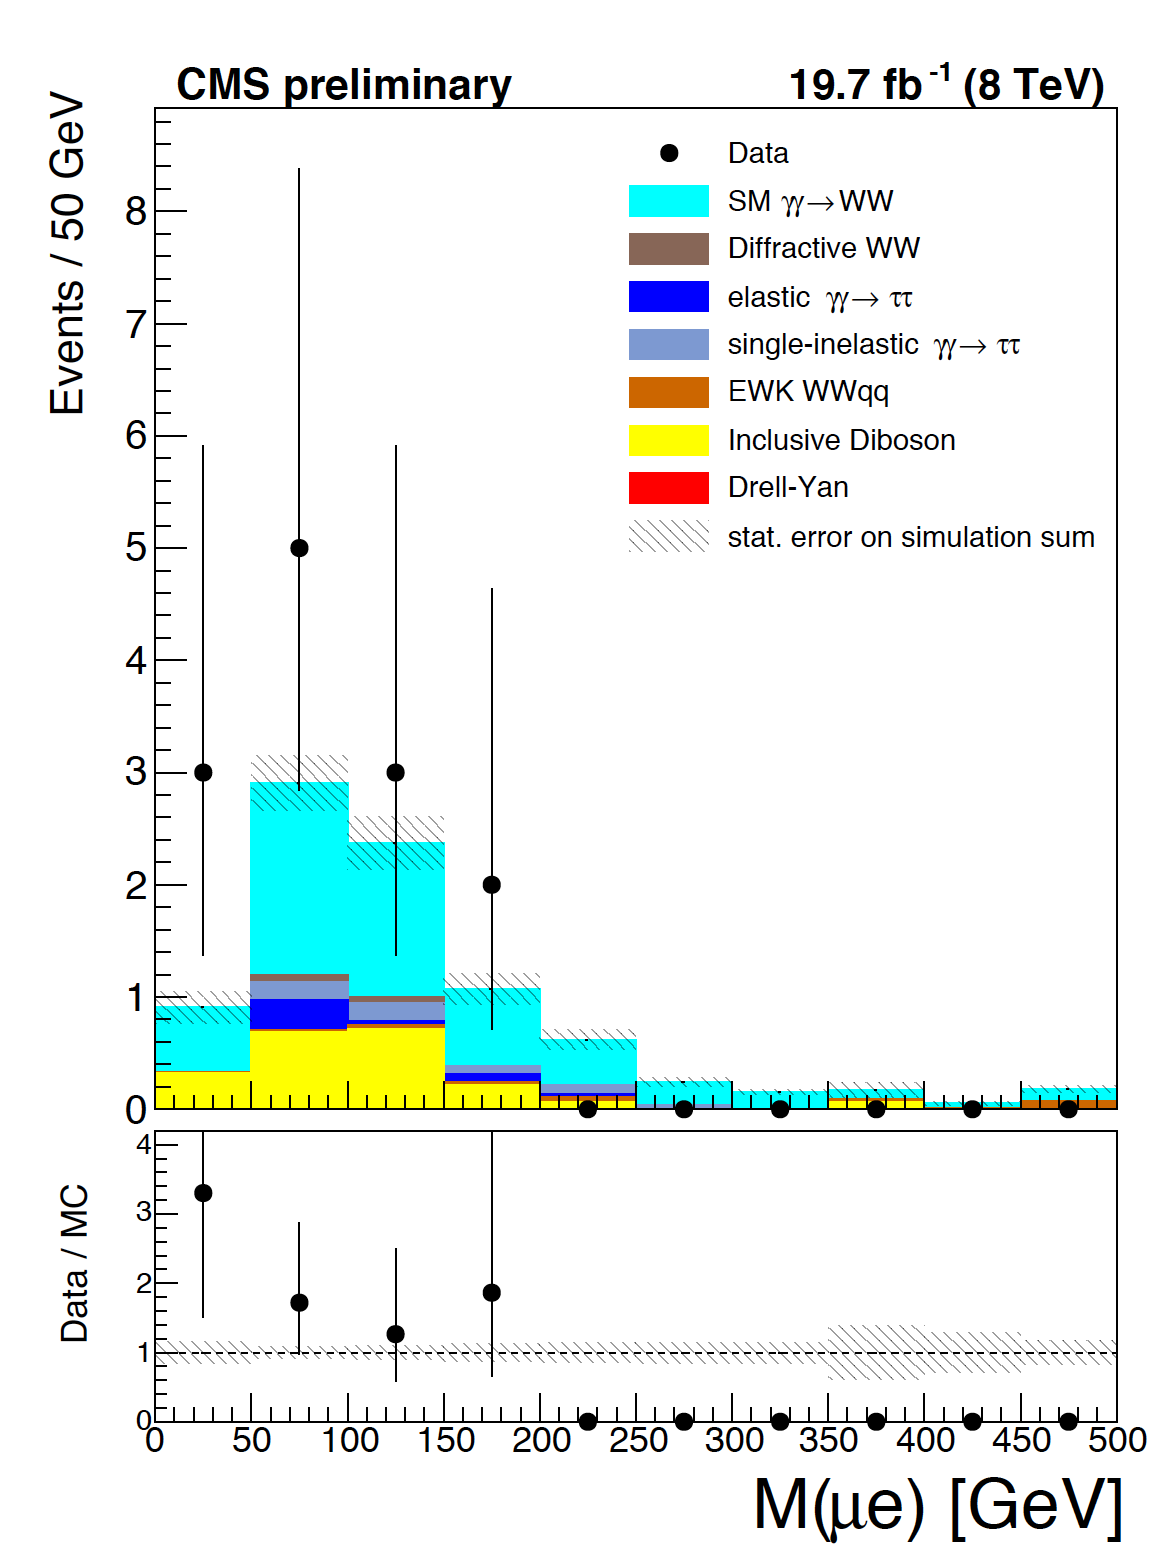 CMS preliminary 19.7 fb⁻¹ (8 TeV)
Events / 50 GeV
8
7
6
5
4
3
2
1
0
Data
SM γγ→WW
Diffractive WW
elastic γγ→ ττ
single-inelastic γγ→ ττ
EWK WWqq
Inclusive Diboson
Drell-Yan
stat. error on simulation sum
Data / MC
4
3
2
1
0
0 50 100 150 200 250 300 350 400 450 500
M(μe) [GeV]